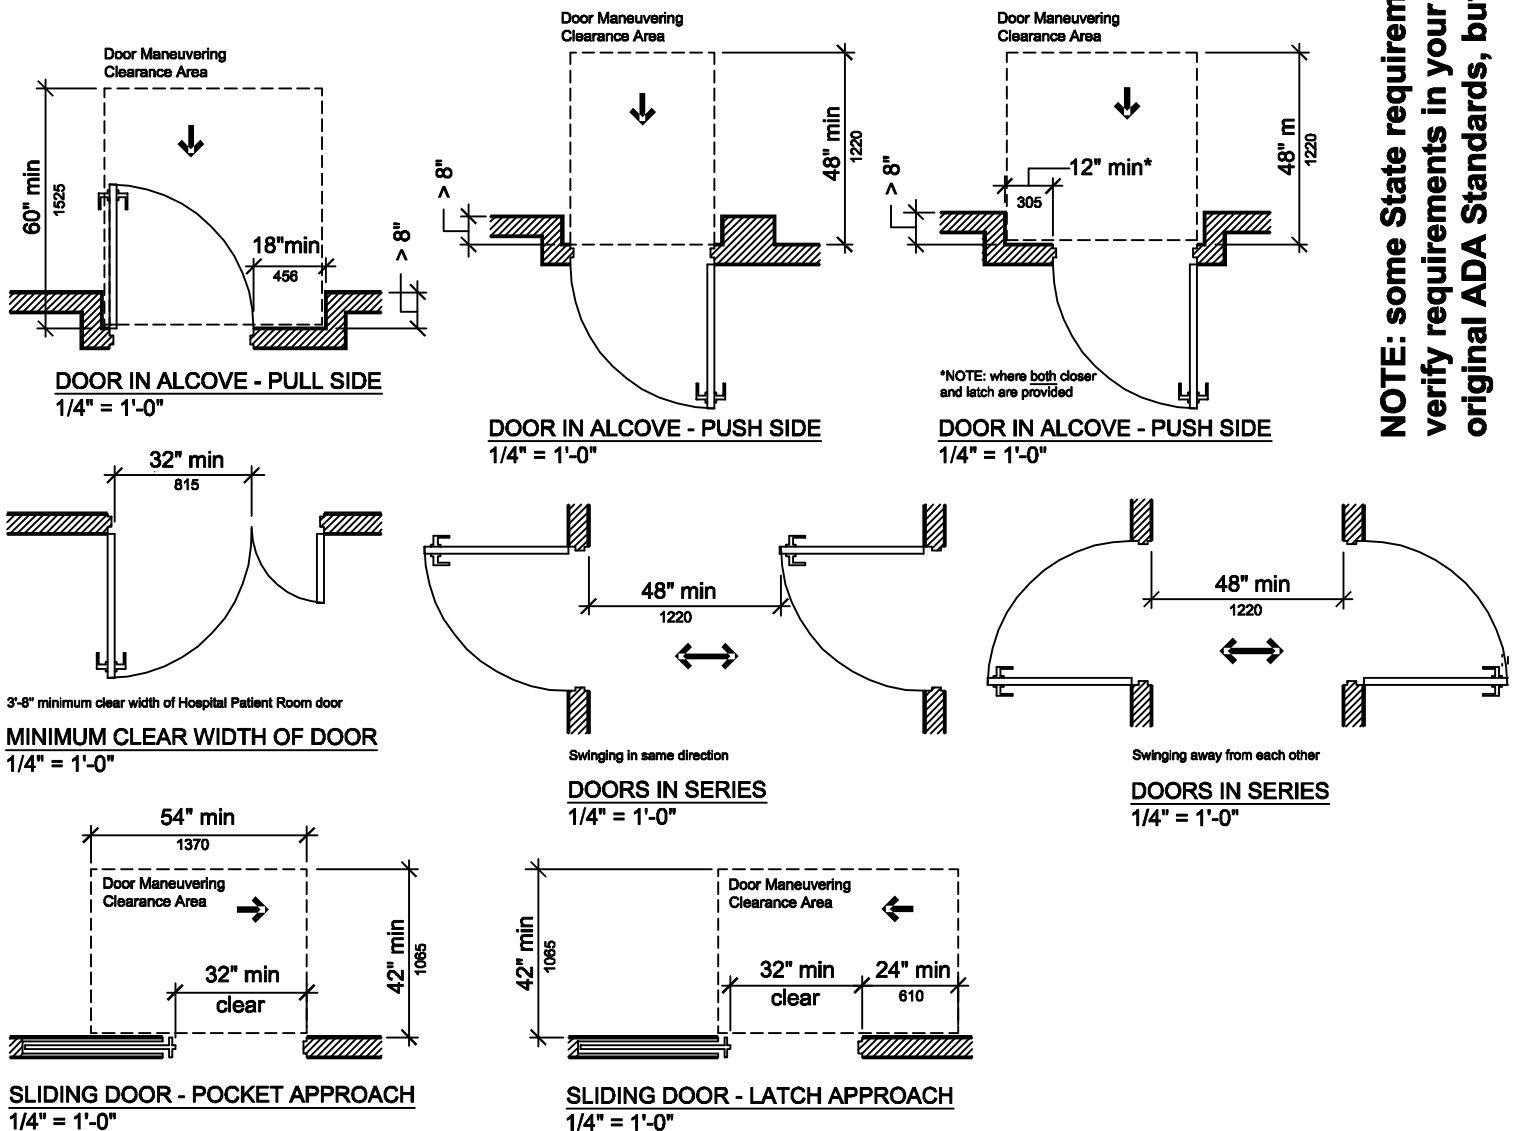 Door Maneuvering
Clearance Area
60" min
1525
18"min
456
> 8"
DOOR IN ALCOVE - PULL SIDE
1/4" = 1'-0"
Door Maneuvering
Clearance Area
> 8"
48" min
1220
DOOR IN ALCOVE - PUSH SIDE
1/4" = 1'-0"
Door Maneuvering
Clearance Area
> 8"
12" min*
305
48" m
1220
*NOTE: where both closer
and latch are provided
DOOR IN ALCOVE - PUSH SIDE
1/4" = 1'-0"
NOTE: some State requirem
verify requirements in your
original ADA Standards, bu
32" min
815
3'-8" minimum clear width of Hospital Patient Room door
MINIMUM CLEAR WIDTH OF DOOR
1/4" = 1'-0"
48" min
1220
Swinging in same direction
DOORS IN SERIES
1/4" = 1'-0"
48" min
1220
Swinging away from each other
DOORS IN SERIES
1/4" = 1'-0"
54" min
1370
Door Maneuvering
Clearance Area
32" min
clear
42" min
1065
SLIDING DOOR - POCKET APPROACH
1/4" = 1'-0"
42" min
1065
Door Maneuvering
Clearance Area
32" min
clear
24" min
610
SLIDING DOOR - LATCH APPROACH
1/4" = 1'-0"